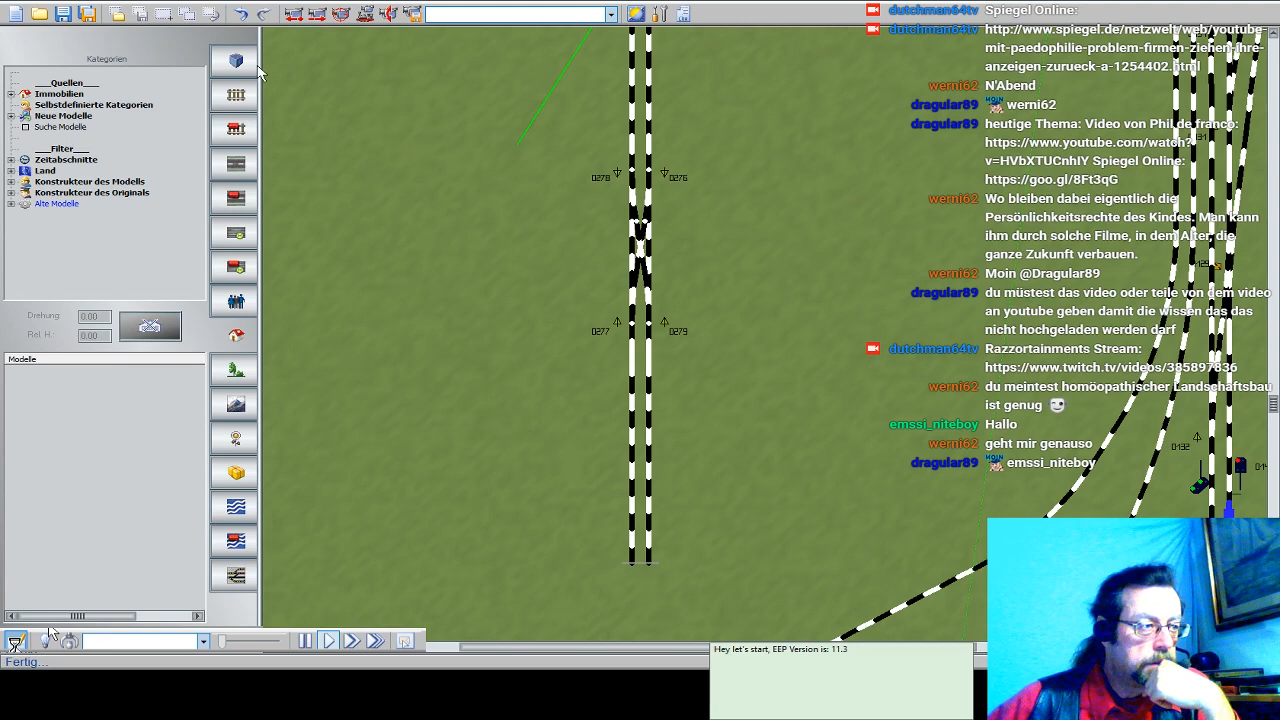 dutchman64tv Spiegel Online:
dutchman64tv http://www.spiegel.de/netzwelt/web/youtube-
mit-paedophilie-problem-firmen-ziehen-ihre-
anzeigen-zurueck-a-1254402.html
werni62 N'Abend
dragular89 MOIN werni62
dragular89 heutige Thema: Video von Phil de franco:
https://www.youtube.com/watch?
v=HVbXTUCnhIY Spiegel Online:
https://goo.gl/8Ft3qG
werni62 Wo bleiben dabei eigentlich die
Persönlichkeitsrechte des Kindes. Man kann
ihm durch solche Filme, in dem Alter, die
ganze Zukunft verbauen.
werni62 Moin @Dragular89
dragular89 du müstest das video oder teile von dem video
an youtube geben damit die wissen das das
nicht hochgeladen werden darf
dutchman64tv Razzortainments Stream:
https://www.twitch.tv/videos/385897836
werni62 du meintest homöopathischer Landschaftsbau
ist genug
emssi_niteboy Hallo
werni62 geht mir genauso
dragular89 MOIN emssi_niteboy
Kategorien
___Quellen___
Immobilien
Selbstdefinierte Kategorien
Neue Modelle
Suche Modelle
___Filter___
Zeitabschnitte
Land
Konstrukteur des Modells
Konstrukteur des Originals
Alte Modelle
Drehung: 0.00
Rel. H.: 0.00
Modelle
0278
0276
0277
0279
0132
Fertig...
Hey let's start, EEP Version is: 11.3